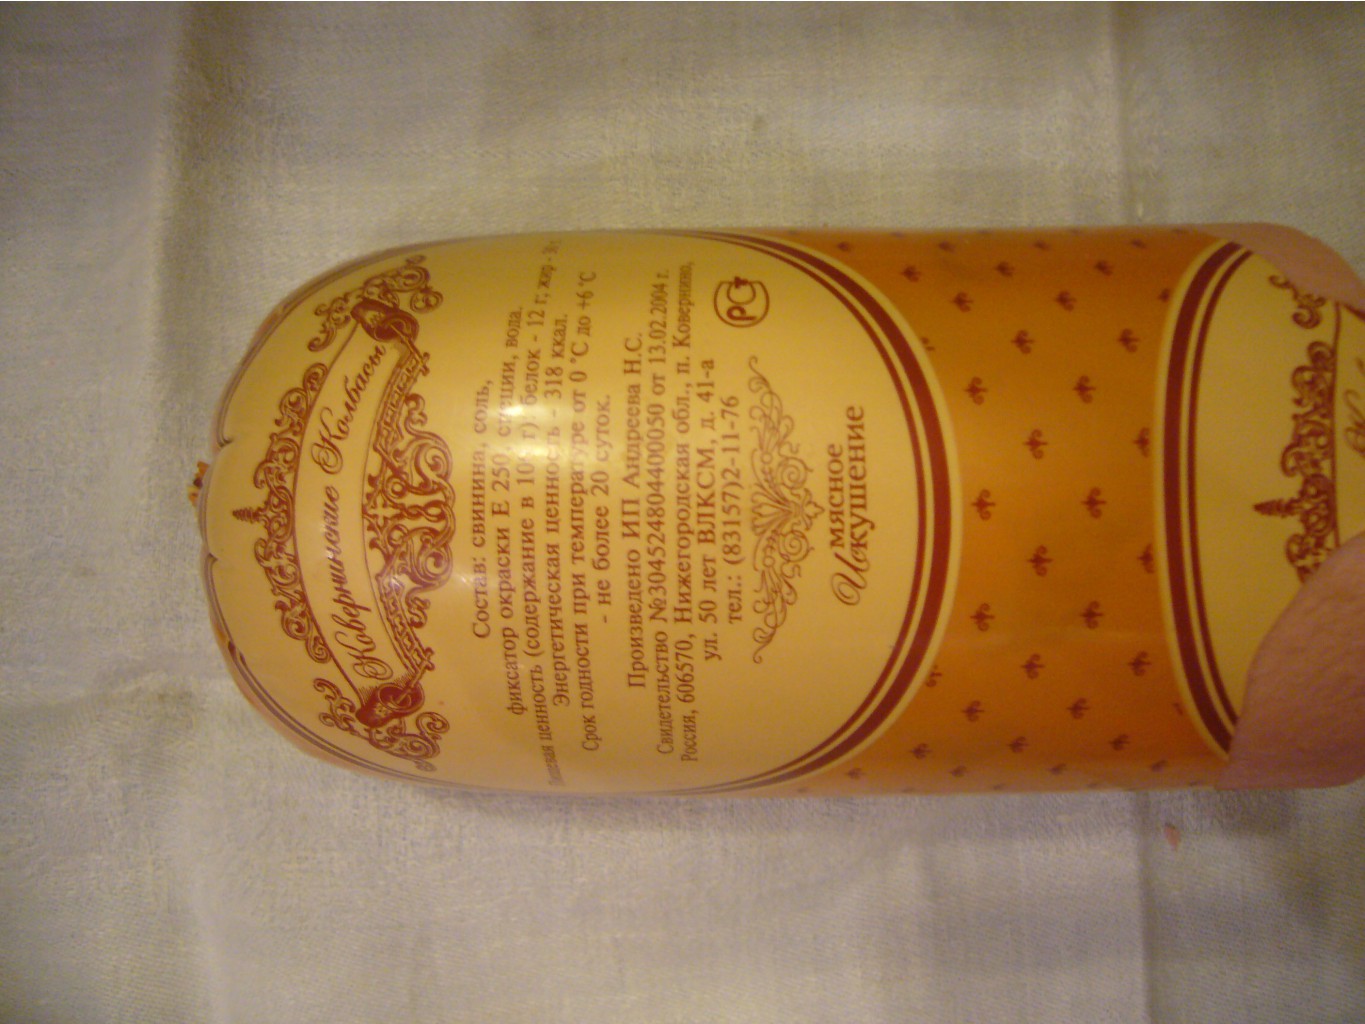 Ковернинские Колбасы
Состав: свинина, соль,
фиксатор окраски Е 250, специи, вода.
ценность (содержание в 100 г): белок - 12 г; жир -
Энергетическая ценность - 318 ккал.
Срок годности при температуре от 0 °С до +6 °С
- не более 20 суток.
Произведено ИП Андреева Н.С.
Свидетельство №304524804400050 от 13.02.2004 г.
Россия, 606570, Нижегородская обл., п. Ковернино,
ул. 50 лет ВЛКСМ, д. 41-а
тел.: (83157)2-11-76
РСТ
мясное
Искушение